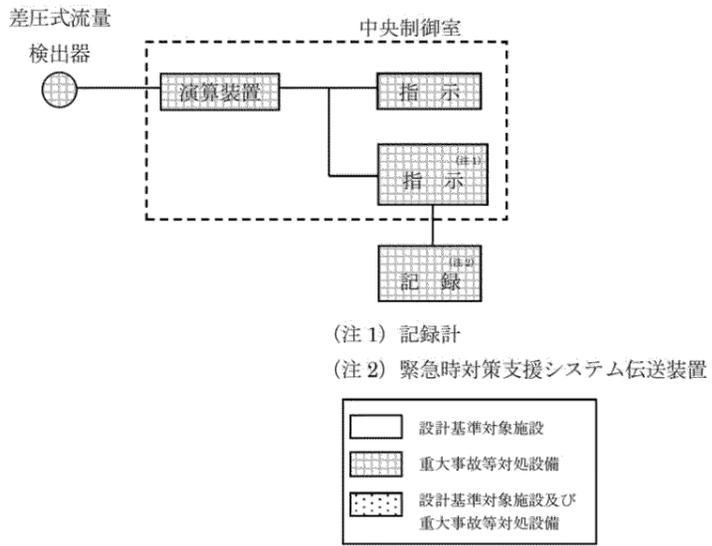 差圧式流量
検出器
中央制御室
演算装置
指 示
指 示 (注1)
記 録 (注2)
(注1) 記録計
(注2) 緊急時対策支援システム伝送装置
設計基準対象施設
重大事故等対処設備
設計基準対象施設及び
重大事故等対処設備